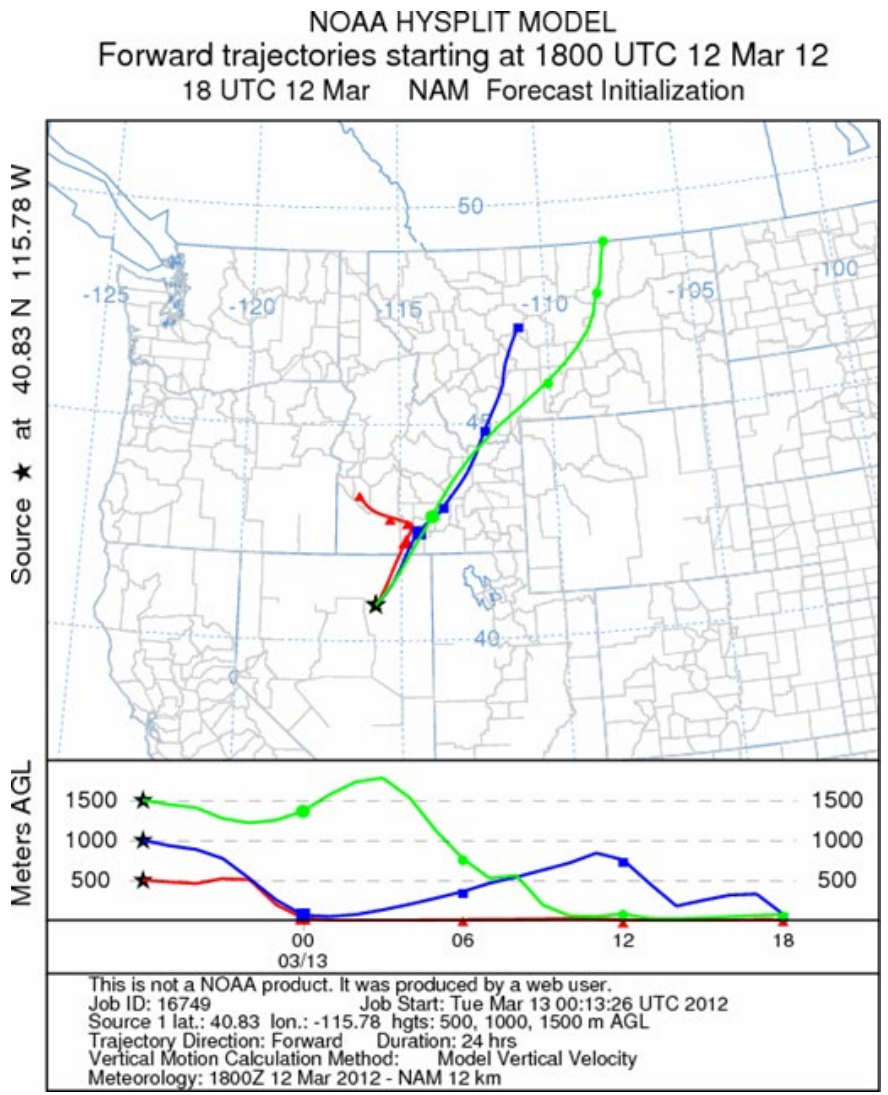 NOAA HYSPLIT MODEL
Forward trajectories starting at 1800 UTC 12 Mar 12
18 UTC 12 Mar NAM Forecast Initialization
Source ★ at 40.83 N 115.78 W
50
-125
-120
-115
-110
-105
-100
45
40
Meters AGL
1500 1500
1000 1000
500 500
00 06 12 18
03/13
This is not a NOAA product. It was produced by a web user.
Job ID: 16749 Job Start: Tue Mar 13 00:13:26 UTC 2012
Source 1 lat.: 40.83 lon.: -115.78 hgts: 500, 1000, 1500 m AGL
Trajectory Direction: Forward Duration: 24 hrs
Vertical Motion Calculation Method: Model Vertical Velocity
Meteorology: 1800Z 12 Mar 2012 - NAM 12 km